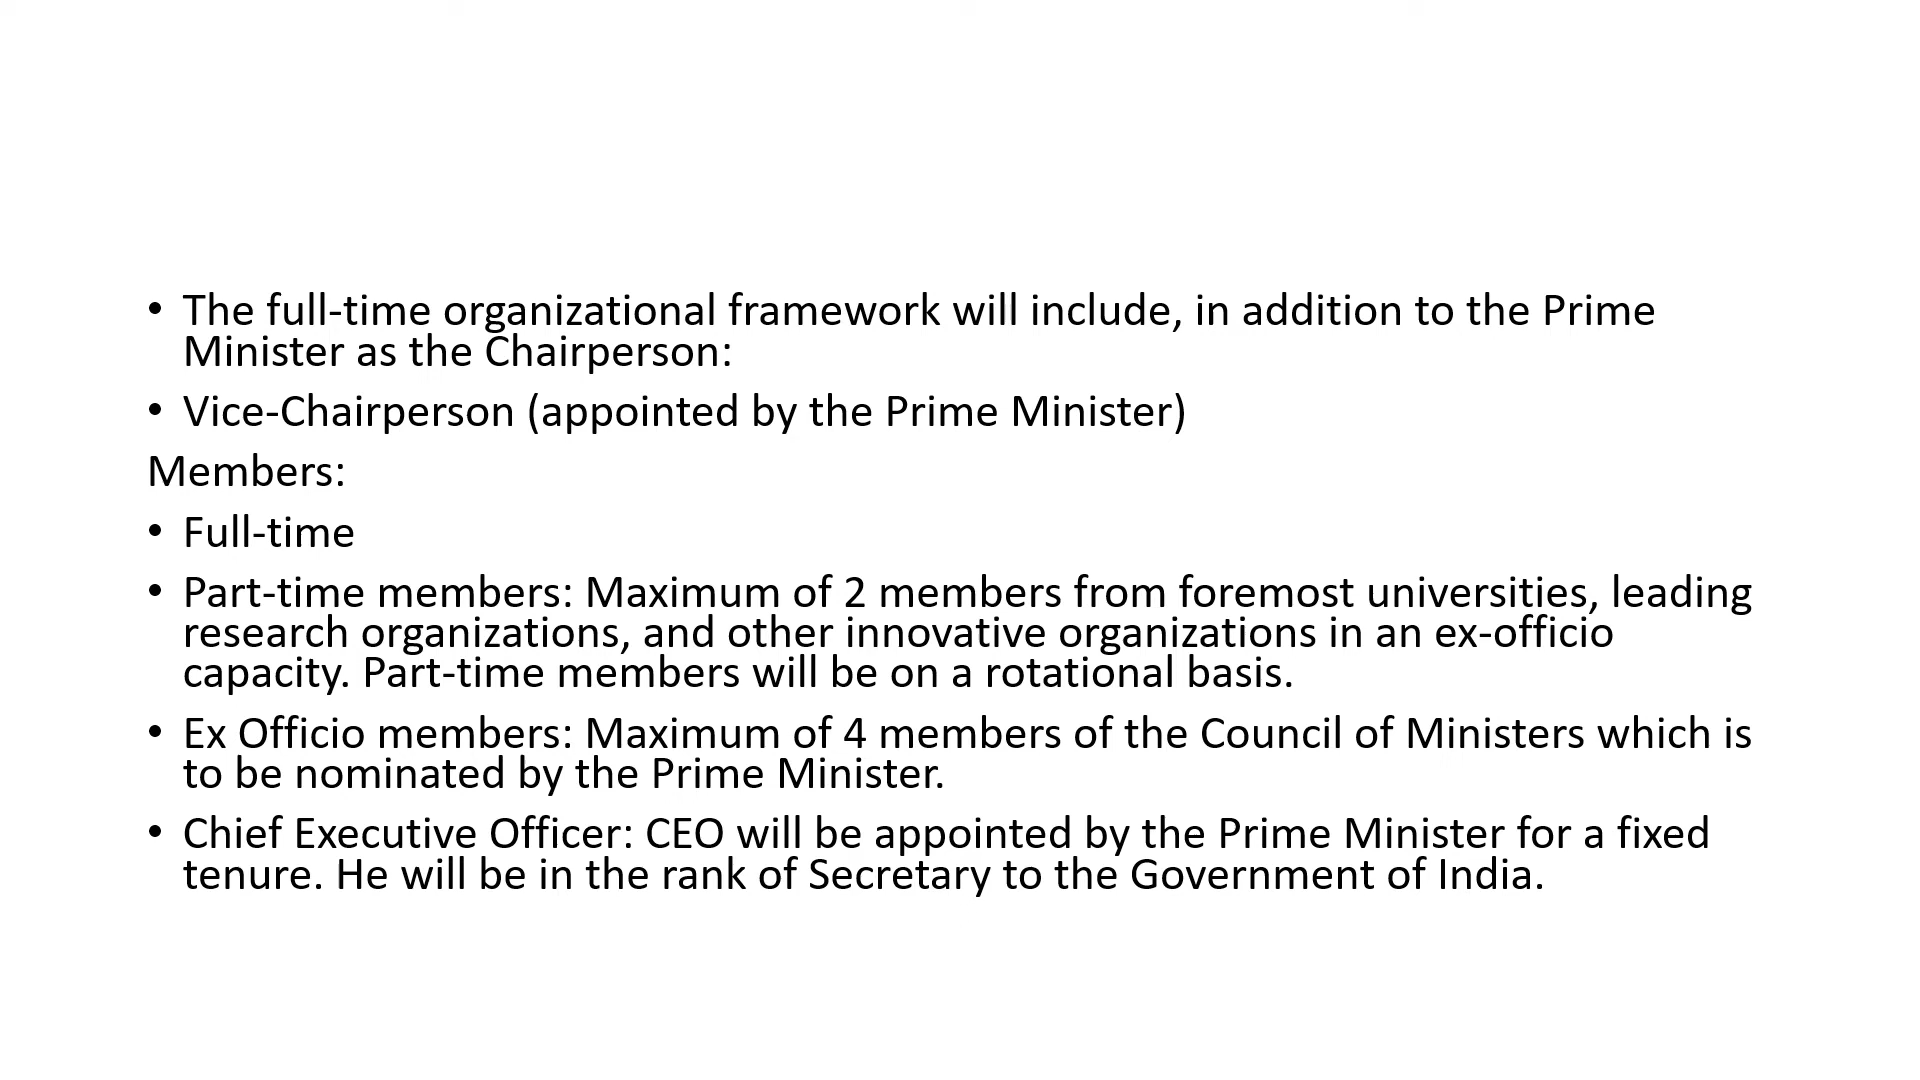 • The full-time organizational framework will include, in addition to the Prime
Minister as the Chairperson:
• Vice-Chairperson (appointed by the Prime Minister)
Members:
• Full-time
• Part-time members: Maximum of 2 members from foremost universities, leading
research organizations, and other innovative organizations in an ex-officio
capacity. Part-time members will be on a rotational basis.
• Ex Officio members: Maximum of 4 members of the Council of Ministers which is
to be nominated by the Prime Minister.
• Chief Executive Officer: CEO will be appointed by the Prime Minister for a fixed
tenure. He will be in the rank of Secretary to the Government of India.